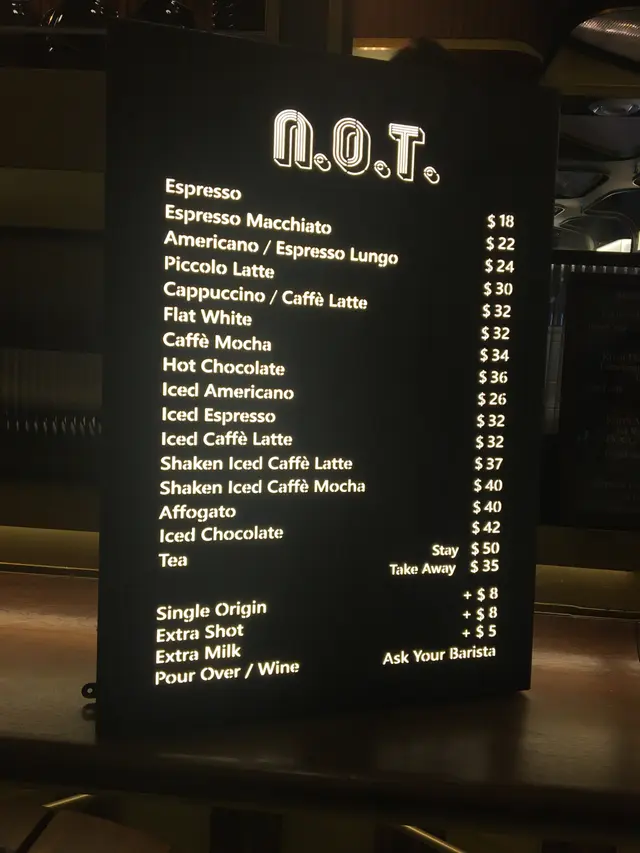 N.O.T.
Espresso $ 18
Espresso Macchiato $ 22
Americano / Espresso Lungo $ 24
Piccolo Latte $ 30
Cappuccino / Caffè Latte $ 32
Flat White $ 32
Caffè Mocha $ 34
Hot Chocolate $ 36
Iced Americano $ 26
Iced Espresso $ 32
Iced Caffè Latte $ 32
Shaken Iced Caffè Latte $ 37
Shaken Iced Caffè Mocha $ 40
Affogato $ 40
Iced Chocolate $ 42
Tea Stay $ 50
Take Away $ 35
Single Origin + $ 8
Extra Shot + $ 8
Extra Milk + $ 5
Pour Over / Wine Ask Your Barista